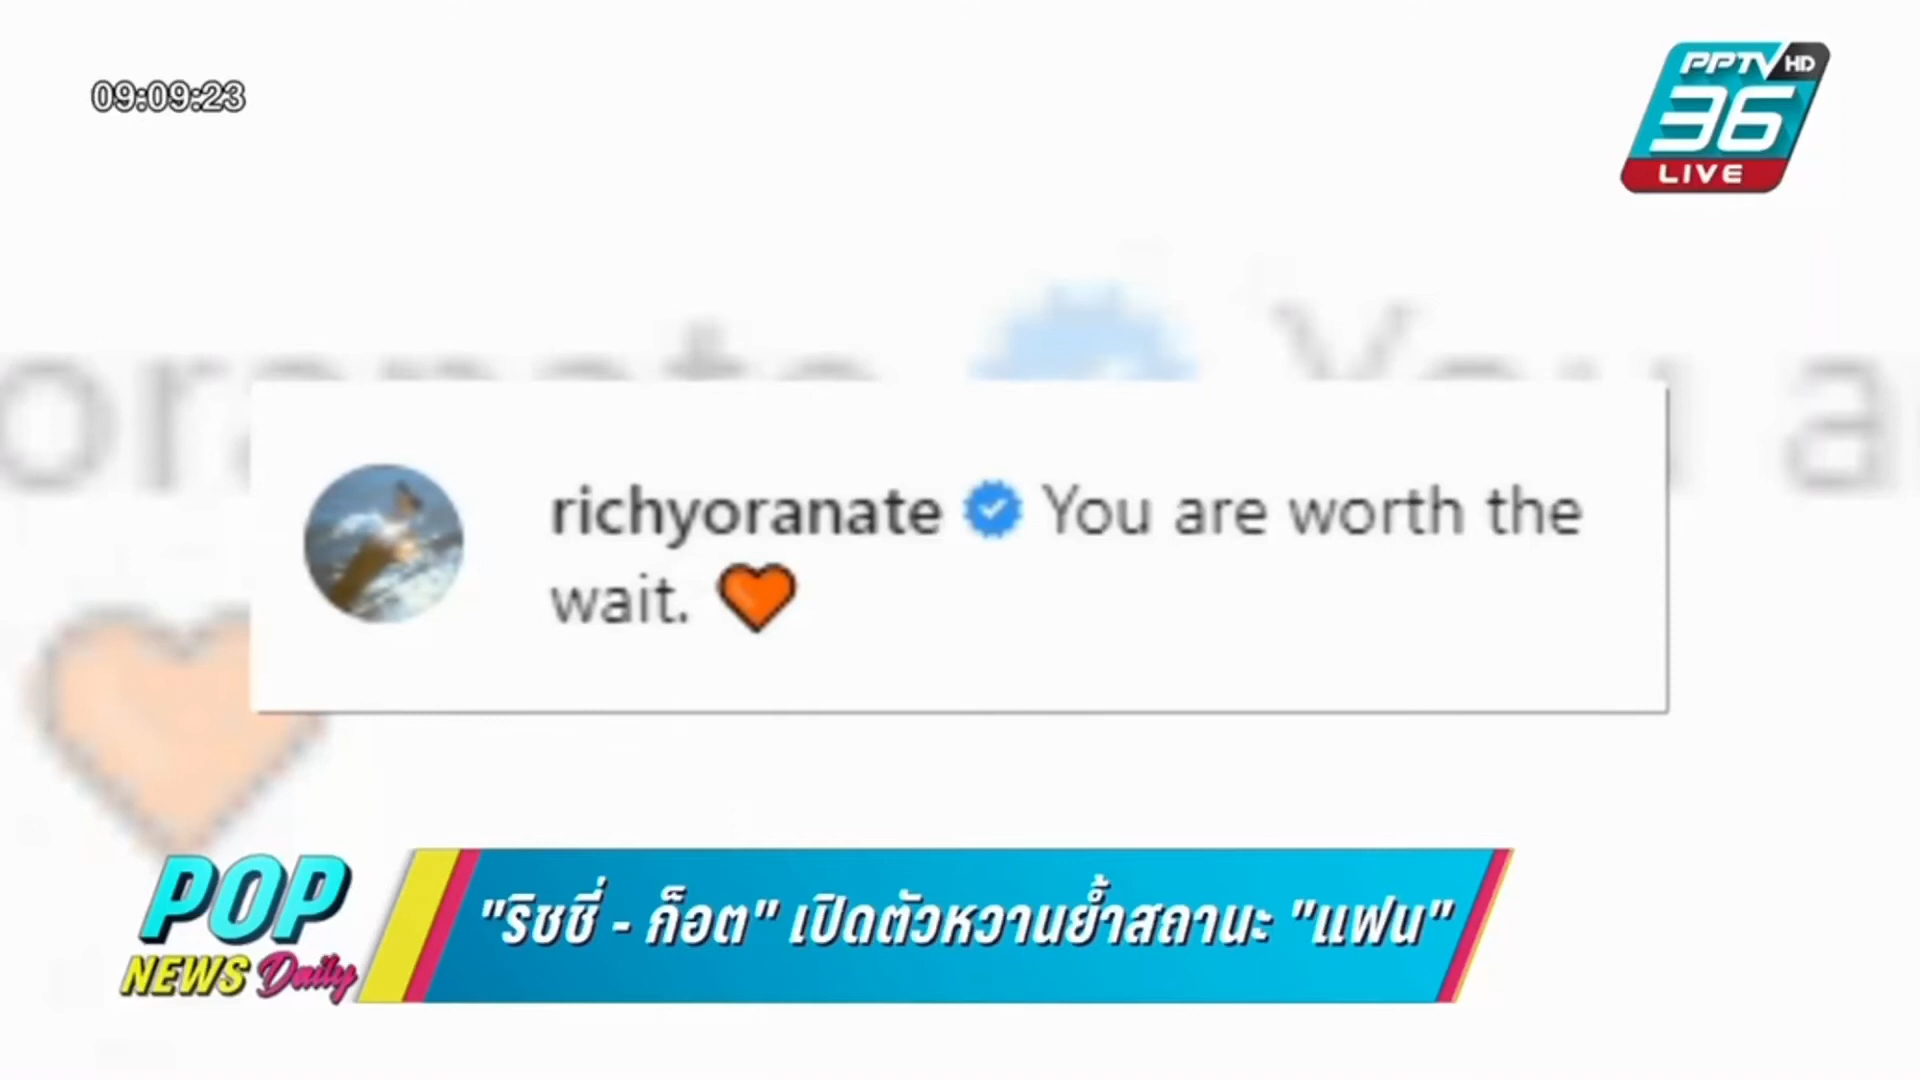 09:09:23
PPTV HD
36
LIVE
richyoranate You are worth the
wait. 🧡
POP
NEWS Daily
"ริชชี่ - ก็อต" เปิดตัวหวานย้ำสถานะ "แฟน"